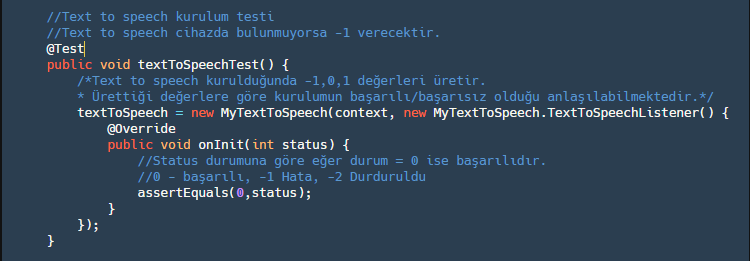 //Text to speech kurulum testi
//Text to speech cihazda bulunmuyorsa -1 verecektir.
@Test
public void textToSpeechTest() {
/*Text to speech kurulduğunda -1,0,1 değerleri üretir.
* Ürettiği değerlere göre kurulumun başarılı/başarısız olduğu anlaşılabilmektedir.*/
textToSpeech = new MyTextToSpeech(context, new MyTextToSpeech.TextToSpeechListener() {
@Override
public void onInit(int status) {
//Status durumuna göre eğer durum = 0 ise başarılıdır.
//0 - başarılı, -1 Hata, -2 Durduruldu
assertEquals(0,status);
}
});
}